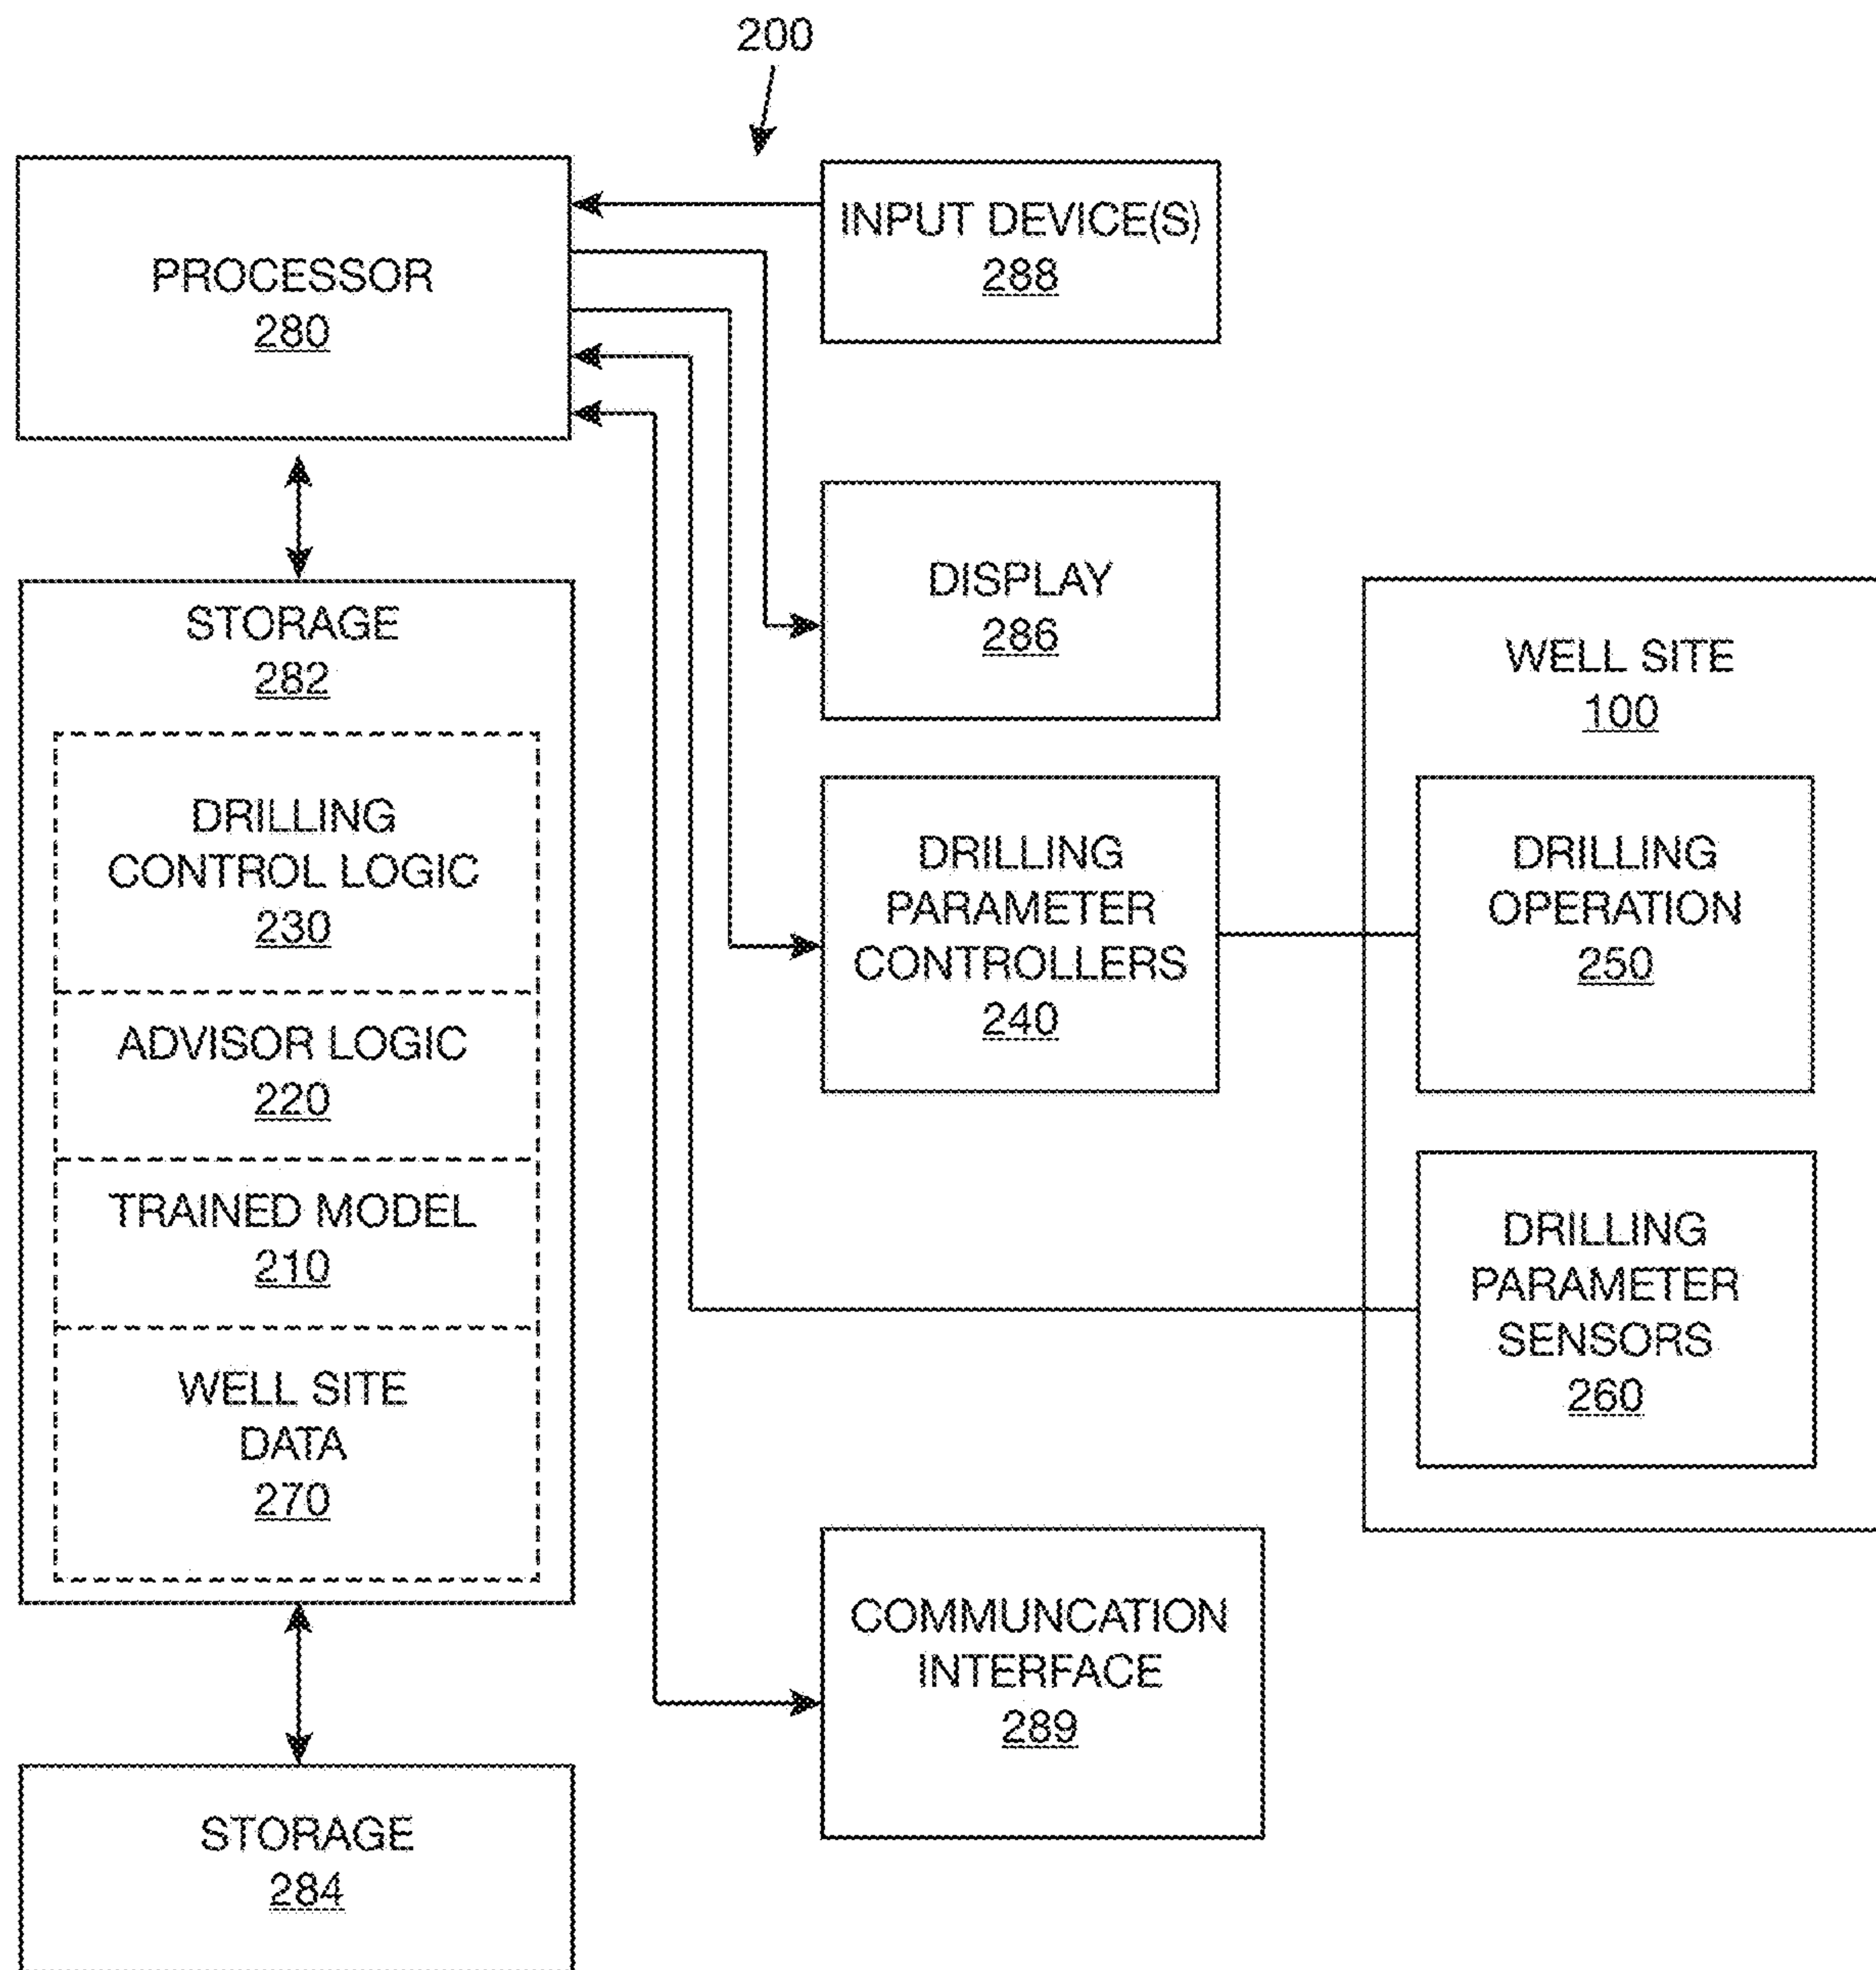 200
PROCESSOR
280
INPUT DEVICE(S)
288
STORAGE
282
DRILLING
CONTROL LOGIC
230
ADVISOR LOGIC
220
TRAINED MODEL
210
WELL SITE
DATA
270
STORAGE
284
DISPLAY
286
DRILLING
PARAMETER
CONTROLLERS
240
COMMUNCATION
INTERFACE
289
WELL SITE
100
DRILLING
OPERATION
250
DRILLING
PARAMETER
SENSORS
260